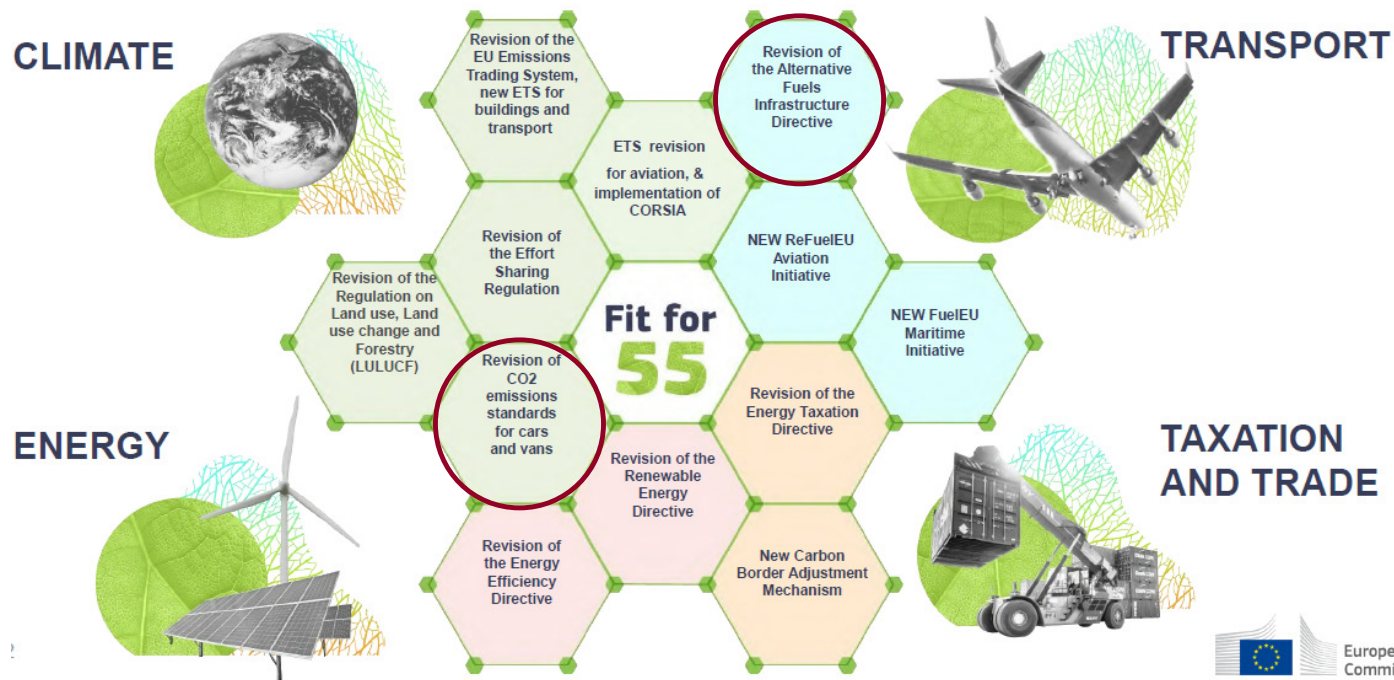 CLIMATE
Revision of the
EU Emissions
Trading System,
new ETS for
buildings and
transport
Revision of
the Alternative
Fuels
Infrastructure
Directive
TRANSPORT
ETS revision
for aviation, &
implementation of
CORSIA
Revision of
the Effort
Sharing
Regulation
NEW ReFuelEU
Aviation
Initiative
Revision of the
Regulation on
Land use, Land
use change and
Forestry
(LULUCF)
Fit for
55
NEW FuelEU
Maritime
Initiative
Revision of
CO2
emissions
standards
for cars
and vans
Revision of the
Energy Taxation
Directive
ENERGY
Revision of the
Renewable
Energy
Directive
TAXATION
AND TRADE
Revision of
the Energy
Efficiency
Directive
New Carbon
Border Adjustment
Mechanism
Europe
Commi